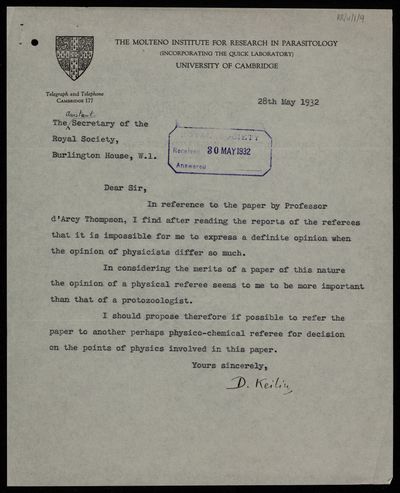 RR/1/1/9
THE MOLTENO INSTITUTE FOR RESEARCH IN PARASITOLOGY
(INCORPORATING THE QUICK LABORATORY)
UNIVERSITY OF CAMBRIDGE
Telegraph and Telephone
CAMBRIDGE 177
28th May 1932
The Secretary of the
Royal Society,
Burlington House, W.1.
ROYAL SOCIETY
Received 30 MAY 1932
Answered
Dear Sir,
In reference to the paper by Professor
d'Arcy Thompson, I find after reading the reports of the referees
that it is impossible for me to express a definite opinion when
the opinion of physicists differ so much.
In considering the merits of a paper of this nature
the opinion of a physical referee seems to me to be more important
than that of a protozoologist.
I should propose therefore if possible to refer the
paper to another perhaps physico-chemical referee for decision
on the points of physics involved in this paper.
Yours sincerely,
D. Keilin